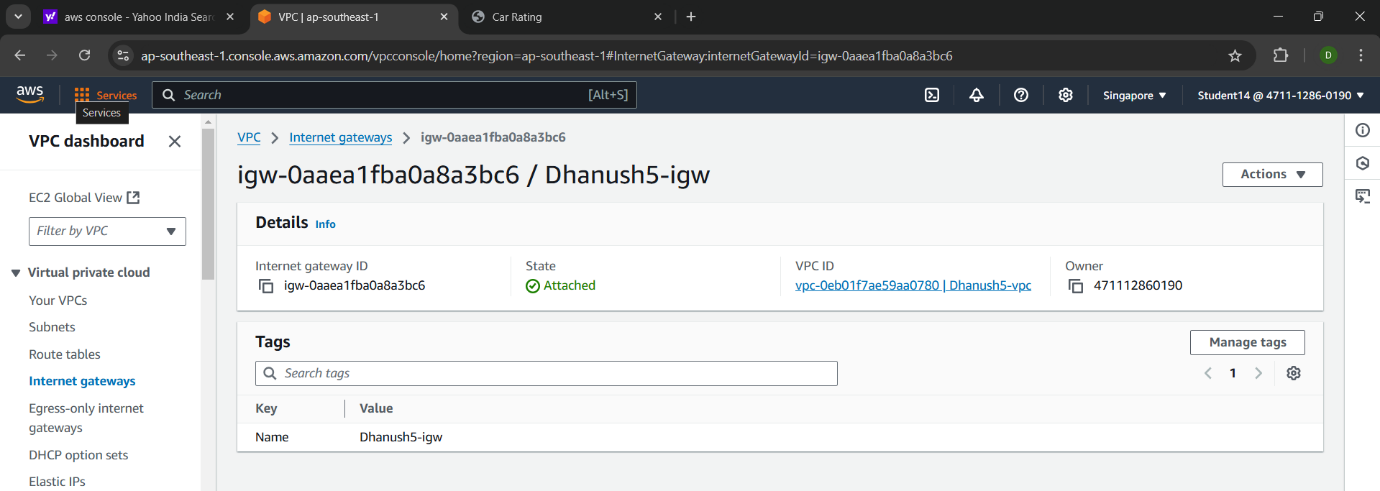 aws console - Yahoo India Sear
VPC | ap-southeast-1
Car Rating
ap-southeast-1.console.aws.amazon.com/vpcconsole/home?region=ap-southeast-1#InternetGateway:internetGatewayId=igw-0aaea1fba0a8a3bc6
D
aws
Services
Search
[Alt+S]
Singapore
Student14 @ 4711-1286-0190
Services
VPC dashboard
EC2 Global View
Filter by VPC
Virtual private cloud
Your VPCs
Subnets
Route tables
Internet gateways
Egress-only internet
gateways
DHCP option sets
Elastic IPs
VPC > Internet gateways > igw-0aaea1fba0a8a3bc6
igw-0aaea1fba0a8a3bc6 / Dhanush5-igw
Actions
Details Info
Internet gateway ID
igw-0aaea1fba0a8a3bc6
State
Attached
VPC ID
vpc-0eb01f7ae59aa0780 | Dhanush5-vpc
Owner
471112860190
Tags
Manage tags
Search tags
1
Key Value
Name Dhanush5-igw